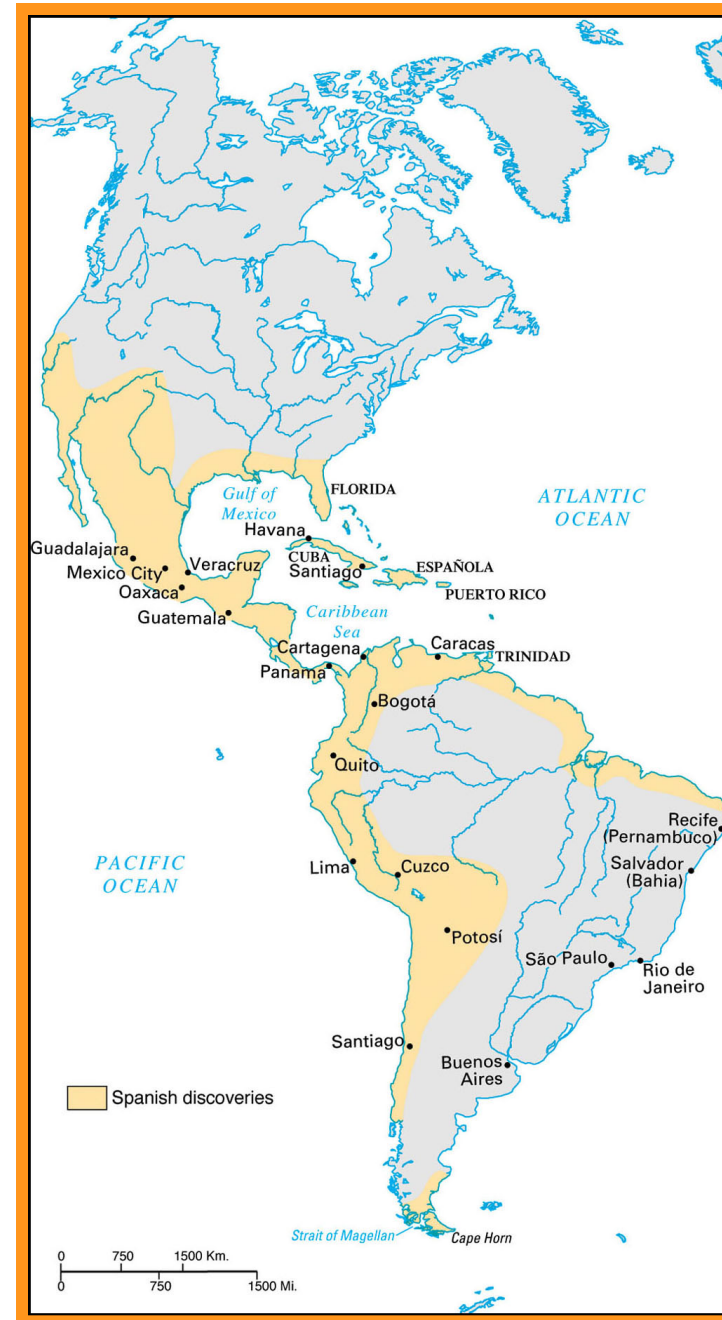 Gulf of
Mexico
FLORIDA
ATLANTIC
OCEAN
Havana
Guadalajara
CUBA
Veracruz
Mexico City
Santiago
ESPAÑOLA
Oaxaca
PUERTO RICO
Guatemala
Caribbean
Sea
Cartagena
Caracas
TRINIDAD
Panama
Bogotá
Quito
Recife
(Pernambuco)
PACIFIC
OCEAN
Lima
Cuzco
Salvador
(Bahia)
Potosí
São Paulo
Rio de
Janeiro
Santiago
Buenos
Aires
Spanish discoveries
Strait of Magellan
Cape Horn
0 750 1500 Km.
0 750 1500 Mi.